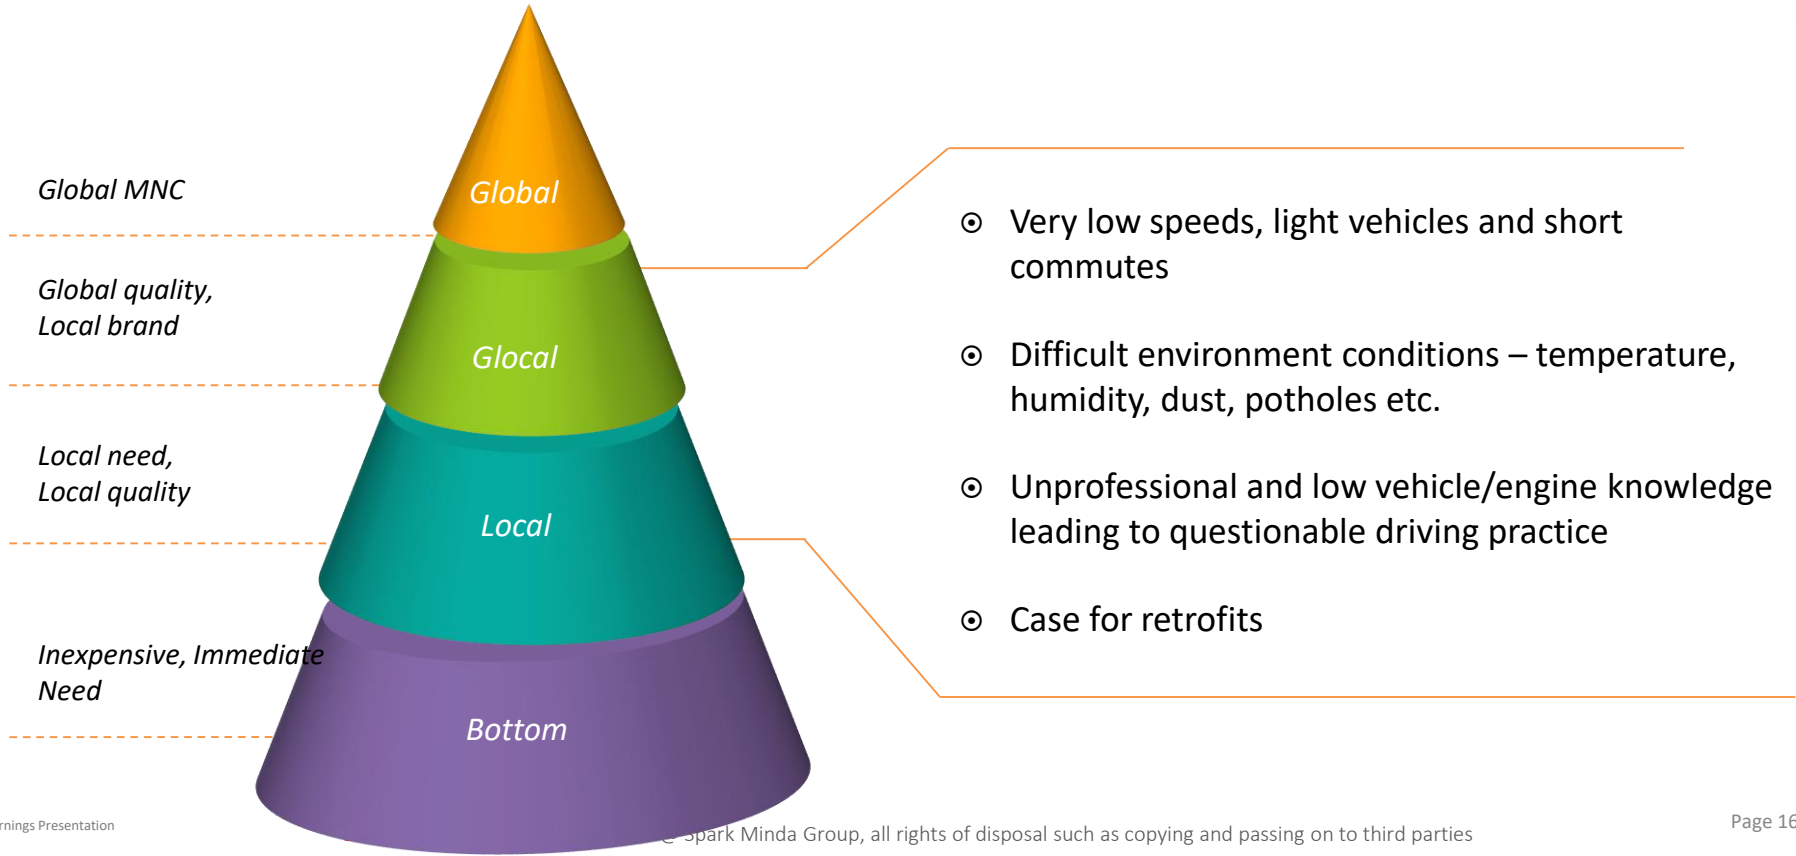 Global MNC
Global quality,
Local brand
Local need,
Local quality
Inexpensive, Immediate
Need
Global
Glocal
Local
Bottom
⦿ Very low speeds, light vehicles and short
commutes
⦿ Difficult environment conditions – temperature,
humidity, dust, potholes etc.
⦿ Unprofessional and low vehicle/engine knowledge
leading to questionable driving practice
⦿ Case for retrofits
Presentation
Spark Minda Group, all rights of disposal such as copying and passing on to third parties
Page 16